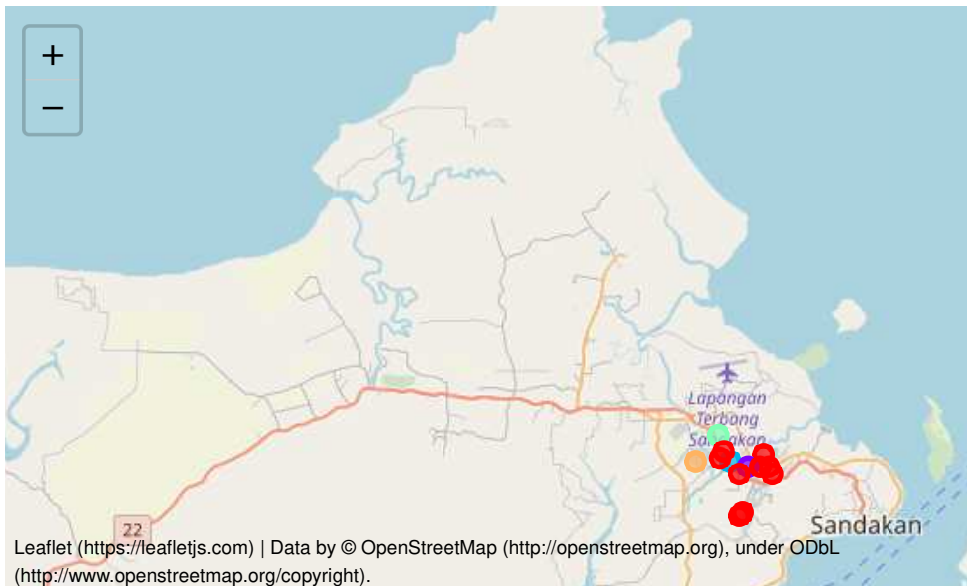 +
−
Lapangan
Terbang
Sandakan
22
Sandakan
Leaflet (https://leafletjs.com) | Data by © OpenStreetMap (http://openstreetmap.org), under ODbL
(http://www.openstreetmap.org/copyright).